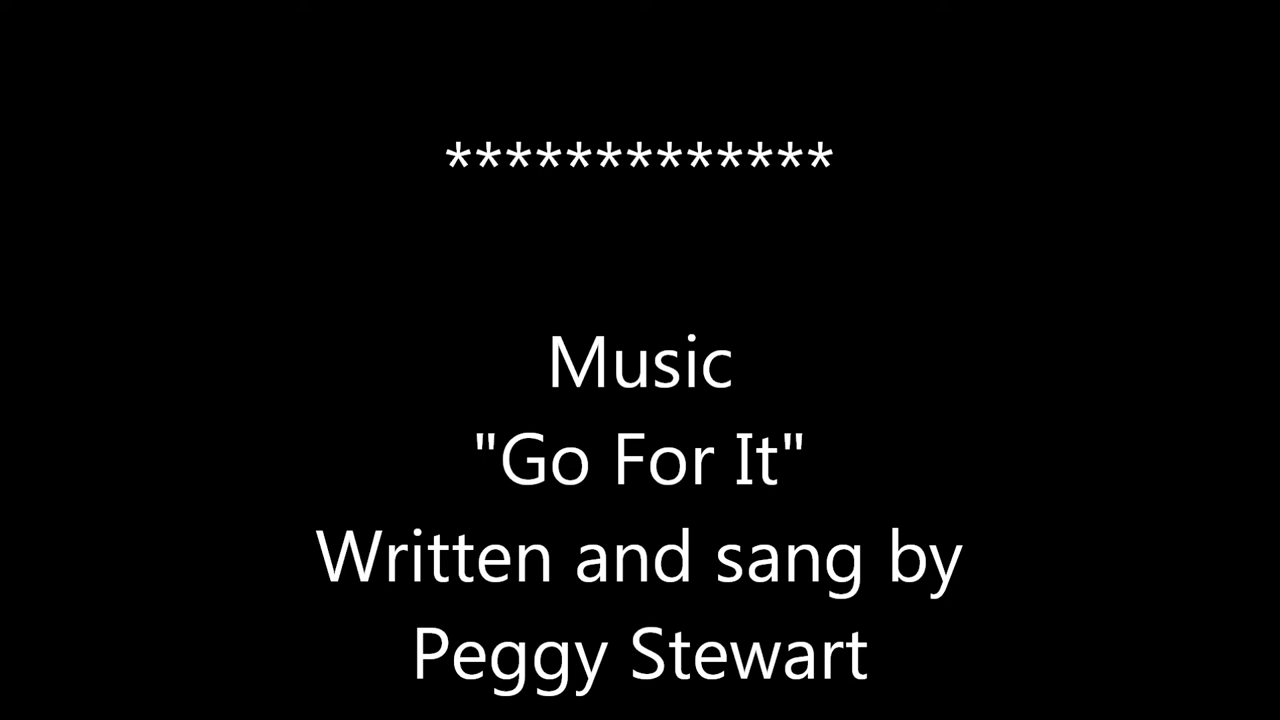 *************
Music
"Go For It"
Written and sang by
Peggy Stewart